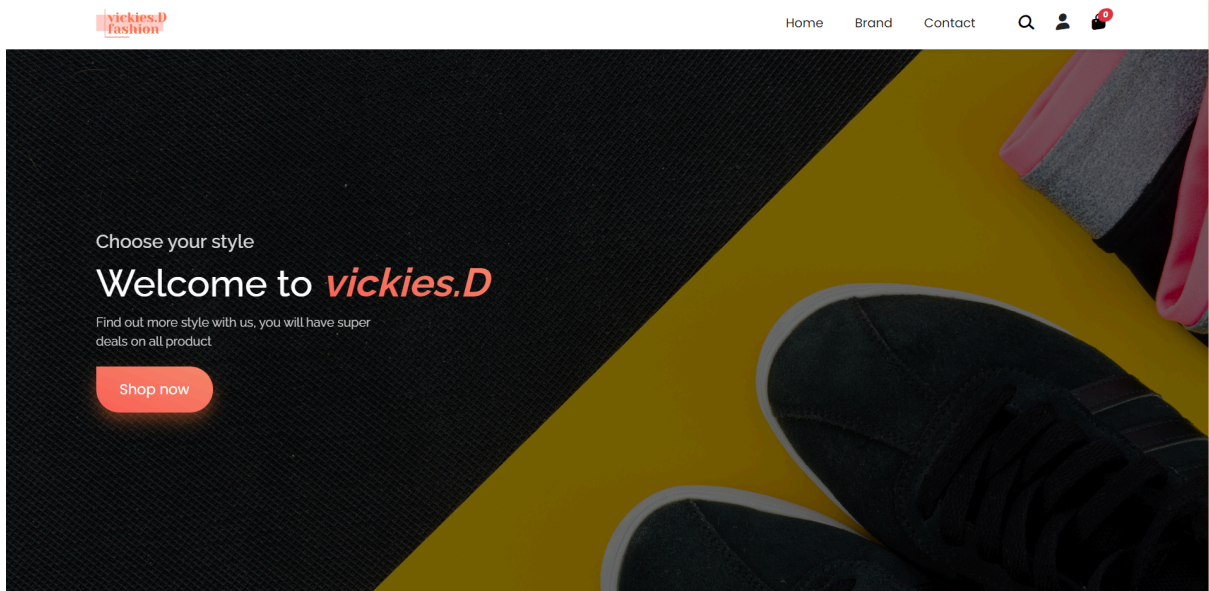 vickies.D
fashion
Home Brand Contact 0
Choose your style
Welcome to vickies.D
Find out more style with us, you will have super
deals on all product
Shop now